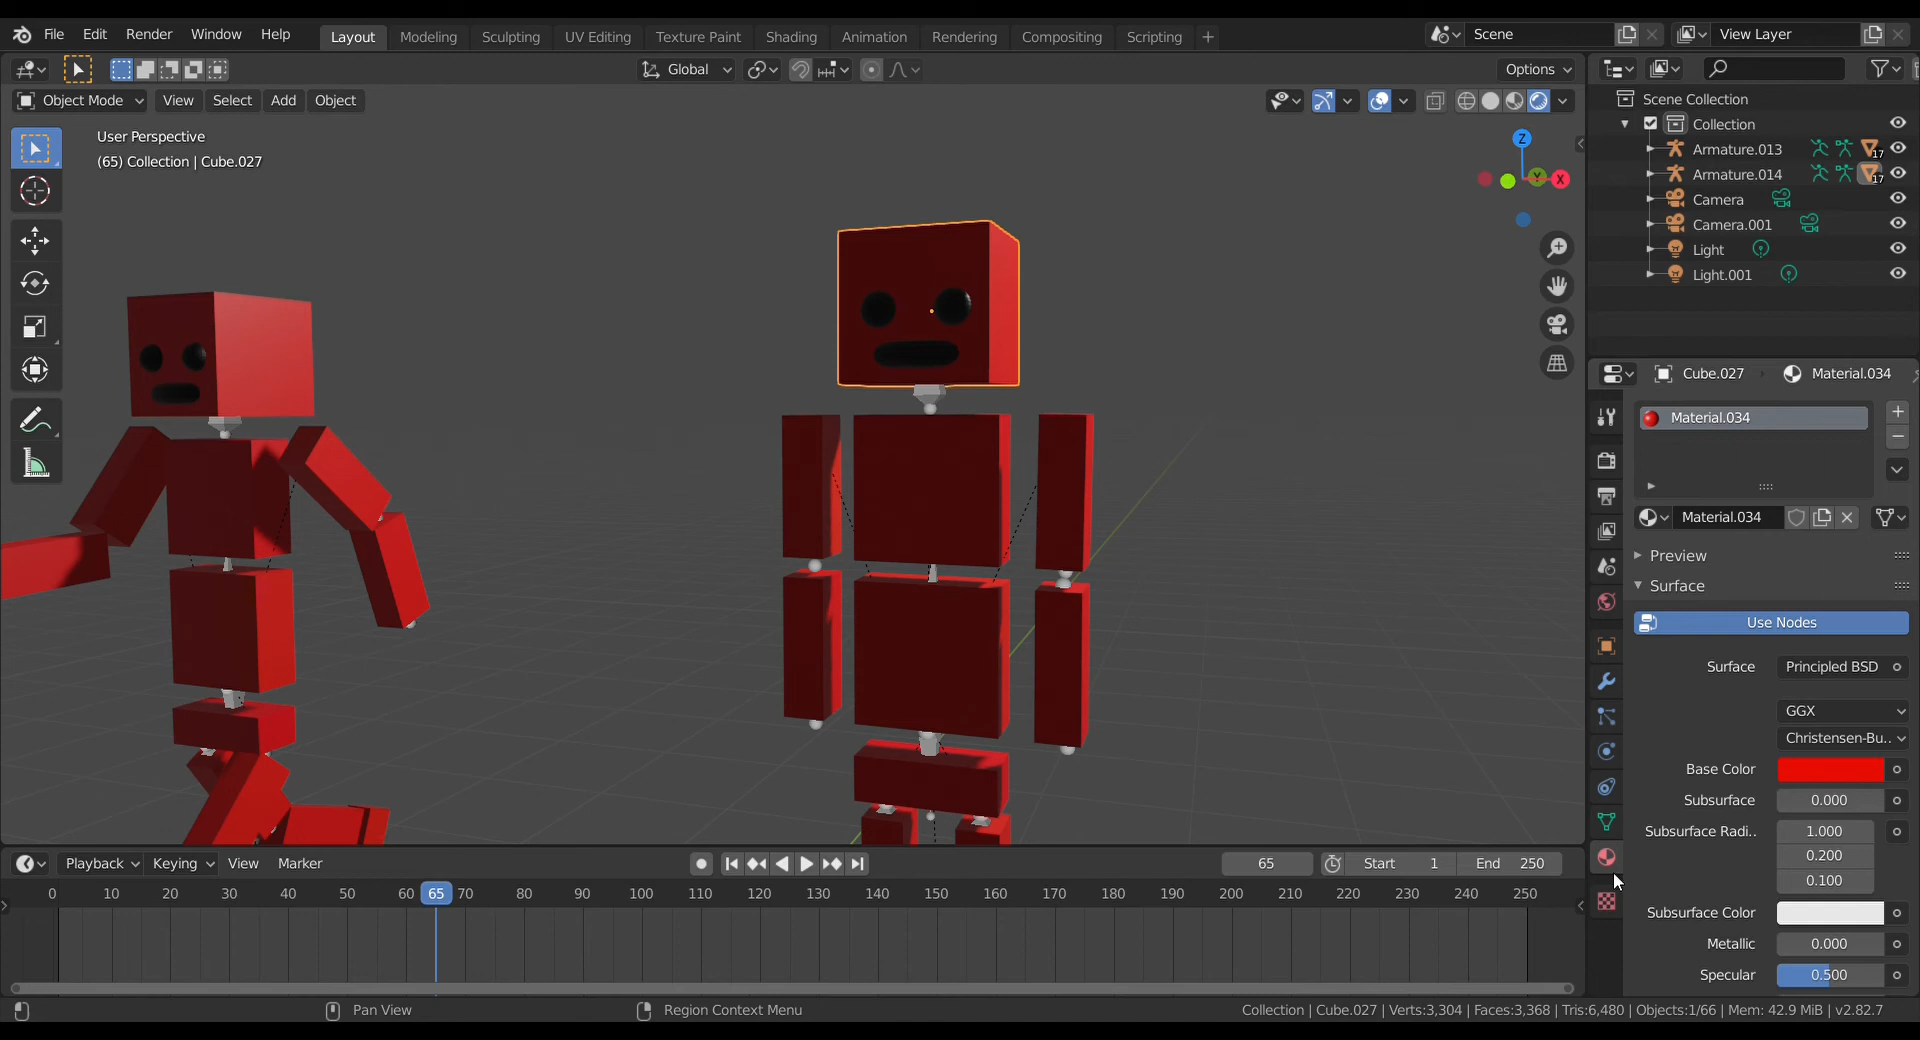 File Edit Render Window Help Layout Modeling Sculpting UV Editing Texture Paint Shading Animation Rendering Compositing Scripting + Scene View Layer
Global Options
Object Mode View Select Add Object
User Perspective
(65) Collection | Cube.027
Z
Y
X
Scene Collection
Collection
Armature.013 17
Armature.014 17
Camera
Camera.001
Light
Light.001
Cube.027 Material.034
Material.034
Material.034
Preview
Surface
Use Nodes
Surface Principled BSD
GGX
Christensen-Bu..
Base Color
Subsurface 0.000
Subsurface Radi.. 1.000
0.200
0.100
Subsurface Color
Metallic 0.000
Specular 0.500
Playback Keying View Marker 65 Start 1 End 250
0 10 20 30 40 50 60 65 70 80 90 100 110 120 130 140 150 160 170 180 190 200 210 220 230 240 250
Pan View Region Context Menu Collection | Cube.027 | Verts:3,304 | Faces:3,368 | Tris:6,480 | Objects:1/66 | Mem: 42.9 MiB | v2.82.7